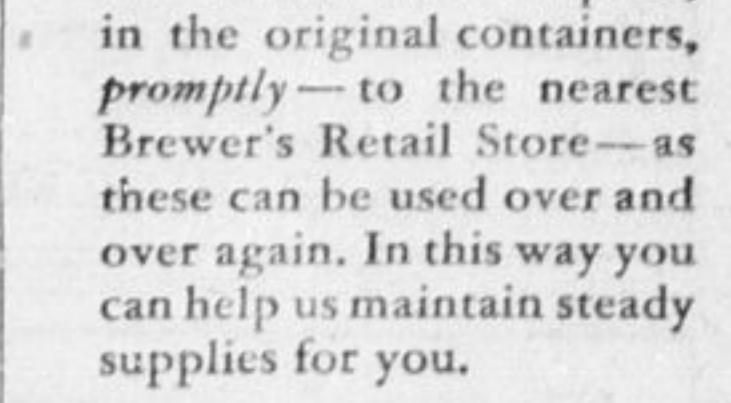 in the original containers,
promptly—to the nearest
Brewer's Retail Store—as
these can be used over and
over again. In this way you
can help us maintain steady
supplies for you.